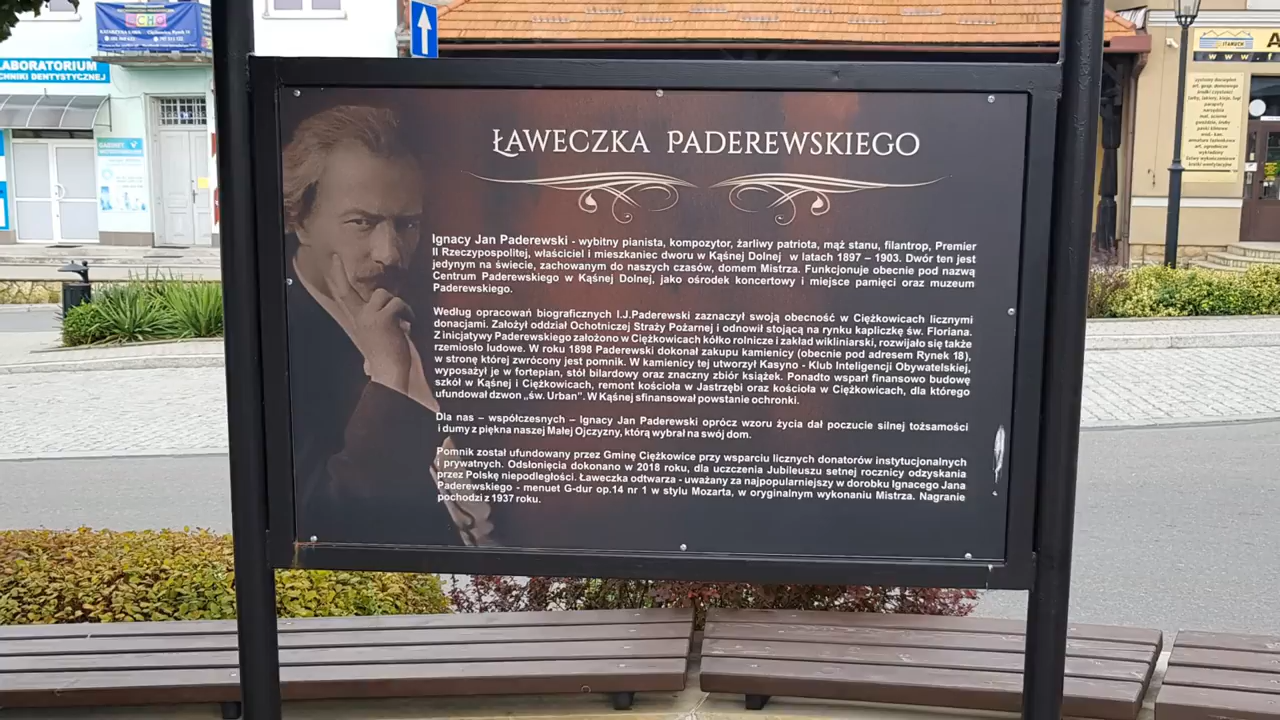 ECHO
LABORATORIUM
TECHNIKI DENTYSTYCZNEJ
GABINET
STAMUCH
ŁAWECZKA PADEREWSKIEGO
Ignacy Jan Paderewski - wybitny pianista, kompozytor, żarliwy patriota, mąż stanu, filantrop, Premier
II Rzeczypospolitej, właściciel i mieszkaniec dworu w Kąśnej Dolnej w latach 1897 – 1903. Dwór ten jest
jedynym na świecie, zachowanym do naszych czasów, domem Mistrza. Funkcjonuje obecnie pod nazwą
Centrum Paderewskiego w Kąśnej Dolnej, jako ośrodek koncertowy i miejsce pamięci oraz muzeum
Paderewskiego.
Według opracowań biograficznych I.J.Paderewski zaznaczył swoją obecność w Ciężkowicach licznymi
donacjami. Założył oddział Ochotniczej Straży Pożarnej i odnowił stojącą na rynku kapliczkę św. Floriana.
Z inicjatywy Paderewskiego założono w Ciężkowicach kółko rolnicze i zakład wikliniarski, rozwijało się także
rzemiosło ludowe. W roku 1898 Paderewski dokonał zakupu kamienicy (obecnie pod adresem Rynek 18),
w stronę której zwrócony jest pomnik. W kamienicy tej utworzył Kasyno - Klub Inteligencji Obywatelskiej,
wyposażył je w fortepian, stół bilardowy oraz znaczny zbiór książek. Ponadto wsparł finansowo budowę
szkół w Kąśnej i Ciężkowicach, remont kościoła w Jastrzębi oraz kościoła w Ciężkowicach, dla którego
ufundował dzwon „św. Urban". W Kąśnej sfinansował powstanie ochronki.
Dla nas – współczesnych – Ignacy Jan Paderewski oprócz wzoru życia dał poczucie silnej tożsamości
i dumy z piękna naszej Małej Ojczyzny, którą wybrał na swój dom.
Pomnik został ufundowany przez Gminę Ciężkowice przy wsparciu licznych donatorów instytucjonalnych
i prywatnych. Odsłonięcia dokonano w 2018 roku, dla uczczenia Jubileuszu setnej rocznicy odzyskania
przez Polskę niepodległości. Ławeczka odtwarza - uważany za najpopularniejszy w dorobku Ignacego Jana
Paderewskiego - menuet G-dur op.14 nr 1 w stylu Mozarta, w oryginalnym wykonaniu Mistrza. Nagranie
pochodzi z 1937 roku.